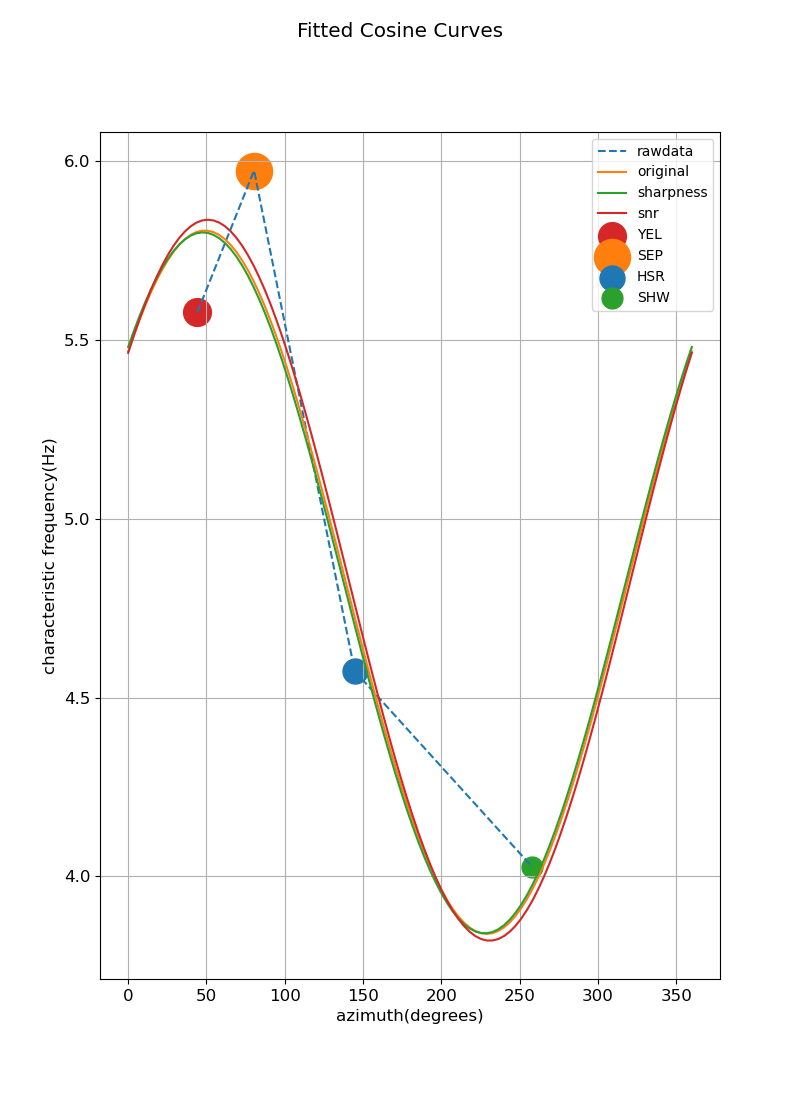 Fitted Cosine Curves
rawdata
original
sharpness
snr
YEL
SEP
HSR
SHW
6.0
5.5
5.0
4.5
4.0
characteristic frequency(Hz)
0 50 100 150 200 250 300 350
azimuth(degrees)